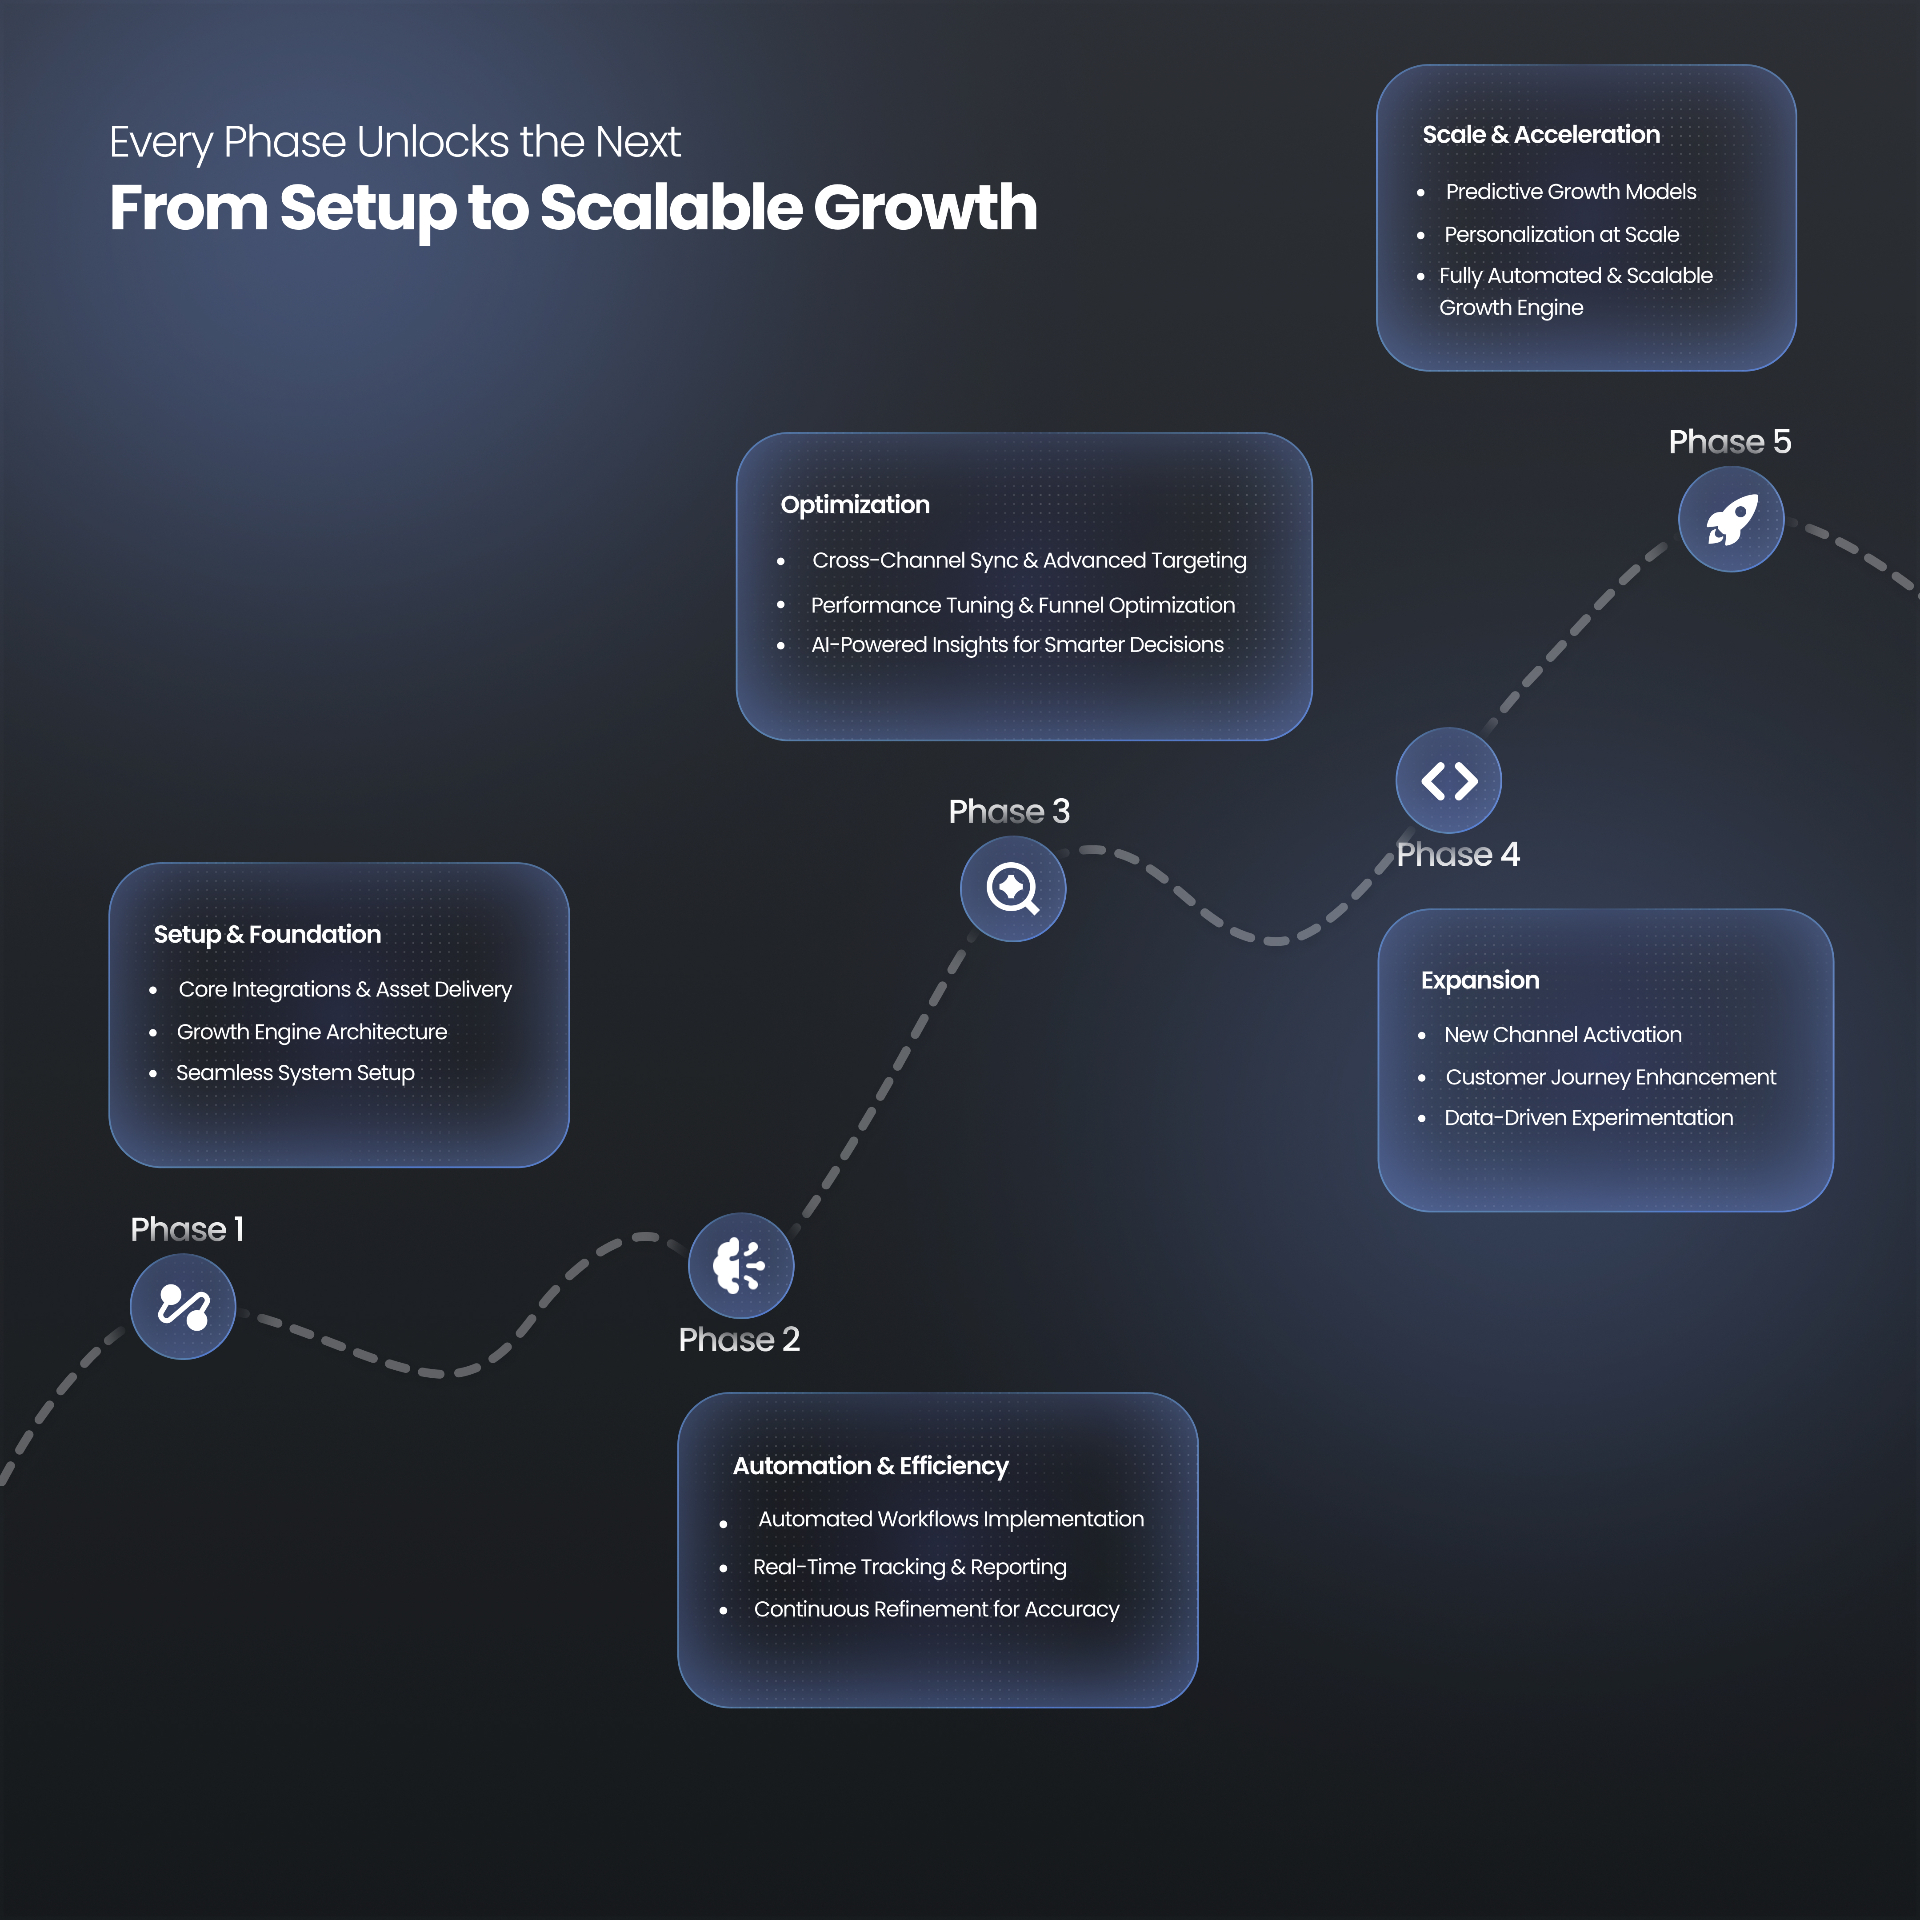 Every Phase Unlocks the Next
From Setup to Scalable Growth
Phase 1
Setup & Foundation
Core Integrations & Asset Delivery
Growth Engine Architecture
Seamless System Setup
Phase 2
Automation & Efficiency
Automated Workflows Implementation
Real-Time Tracking & Reporting
Continuous Refinement for Accuracy
Phase 3
Optimization
Cross-Channel Sync & Advanced Targeting
Performance Tuning & Funnel Optimization
AI-Powered Insights for Smarter Decisions
Phase 4
Expansion
New Channel Activation
Customer Journey Enhancement
Data-Driven Experimentation
Phase 5
Scale & Acceleration
Predictive Growth Models
Personalization at Scale
Fully Automated & Scalable
Growth Engine